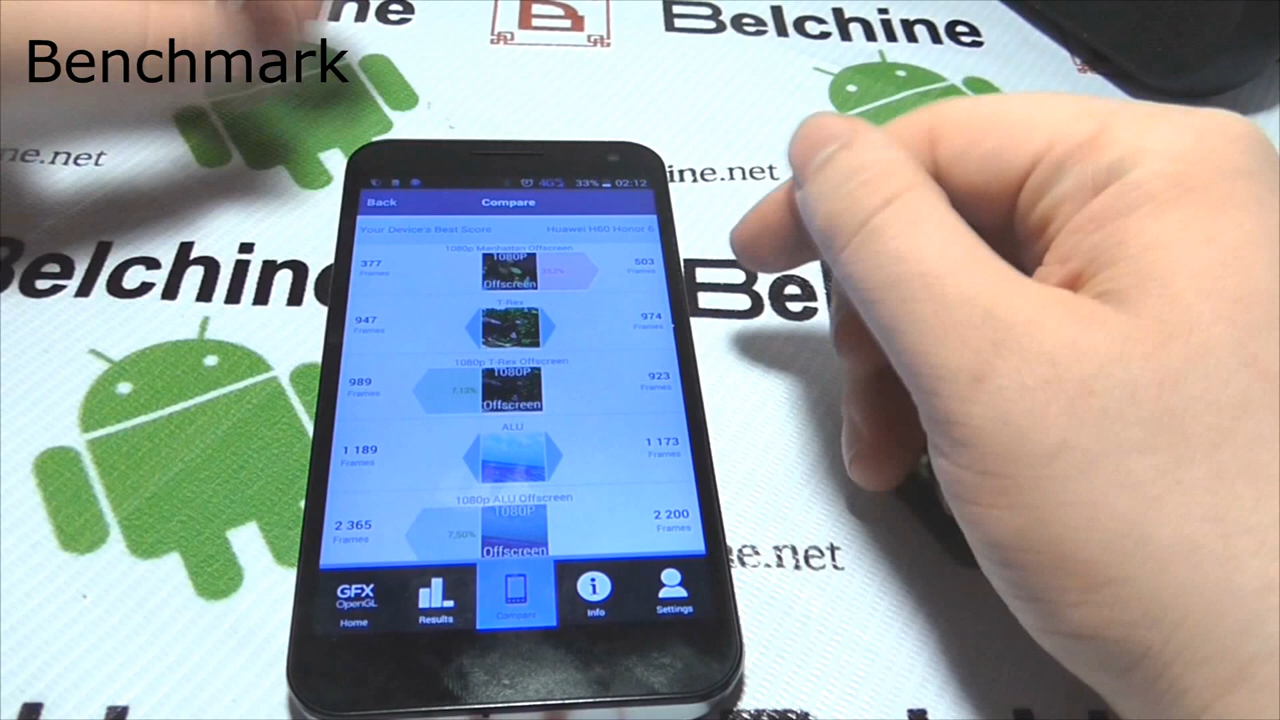 Benchmark
ne
B
Belchine
ne.net
ine.net
33% 02:12
Back Compare
Your Device's Best Score Huawei H60 Honor 6
1080p Manhattan Offscreen
377 503
Frames Frames
1080P
Offscreen
T-Rex
947 974
Frames Frames
1080p T-Rex Offscreen
989 923
Frames Frames
1080P
7,13%
Offscreen
ALU
1 189 1 173
Frames Frames
1080p ALU Offscreen
2 365 2 200
Frames Frames
1080P
7,50%
Offscreen
GFX
OpenGL
Home Results Compare Info Settings
Belchine
Be
e.net